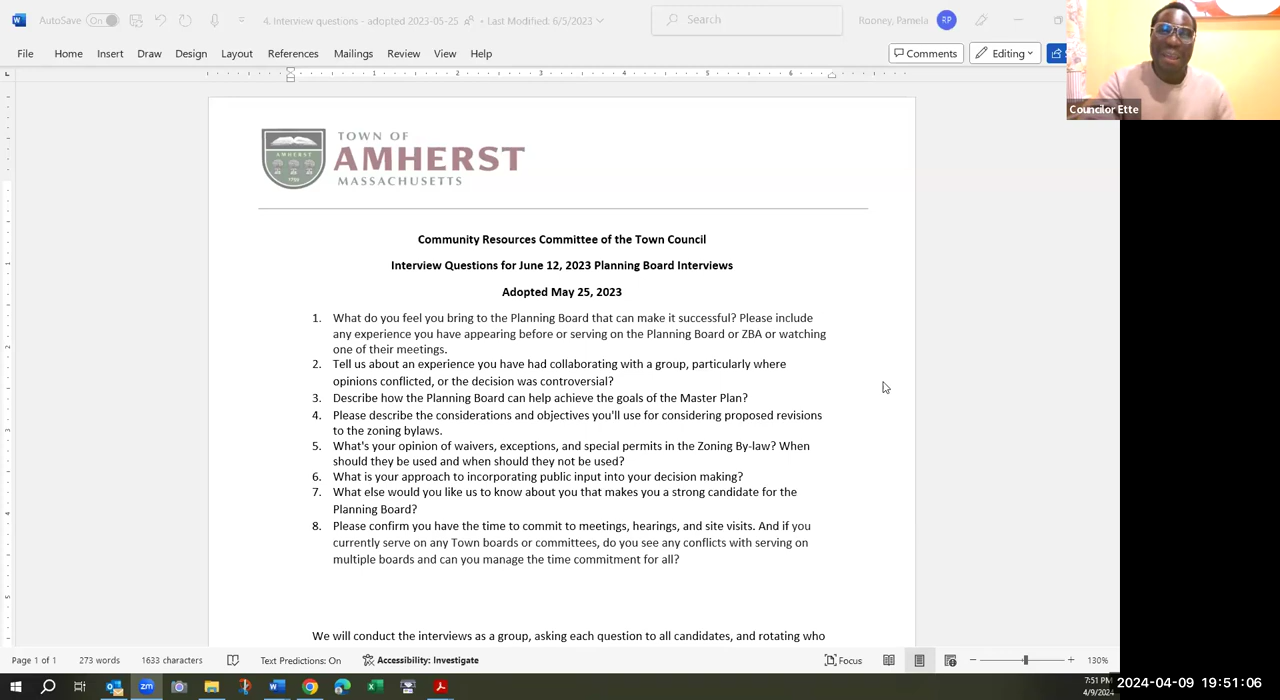 AutoSave Off 4. Interview questions - adopted 2023-05-25 • Last Modified: 6/5/2023 Search Rooney, Pamela RP
File Home Insert Draw Design Layout References Mailings Review View Help Comments Editing
Councilor Ette
1 2 3 4 5 6
TOWN OF
AMHERST
MASSACHUSETTS
AMHERST
Community Resources Committee of the Town Council
Interview Questions for June 12, 2023 Planning Board Interviews
Adopted May 25, 2023
1. What do you feel you bring to the Planning Board that can make it successful? Please include
any experience you have appearing before or serving on the Planning Board or ZBA or watching
one of their meetings.
2. Tell us about an experience you have had collaborating with a group, particularly where
opinions conflicted, or the decision was controversial?
3. Describe how the Planning Board can help achieve the goals of the Master Plan?
4. Please describe the considerations and objectives you'll use for considering proposed revisions
to the zoning bylaws.
5. What's your opinion of waivers, exceptions, and special permits in the Zoning By-law? When
should they be used and when should they not be used?
6. What is your approach to incorporating public input into your decision making?
7. What else would you like us to know about you that makes you a strong candidate for the
Planning Board?
8. Please confirm you have the time to commit to meetings, hearings, and site visits. And if you
currently serve on any Town boards or committees, do you see any conflicts with serving on
multiple boards and can you manage the time commitment for all?
We will conduct the interviews as a group, asking each question to all candidates, and rotating who
Page 1 of 1 273 words 1633 characters Text Predictions: On Accessibility: Investigate Focus 130%
7:51 PM
4/9/2024
2024-04-09 19:51:06